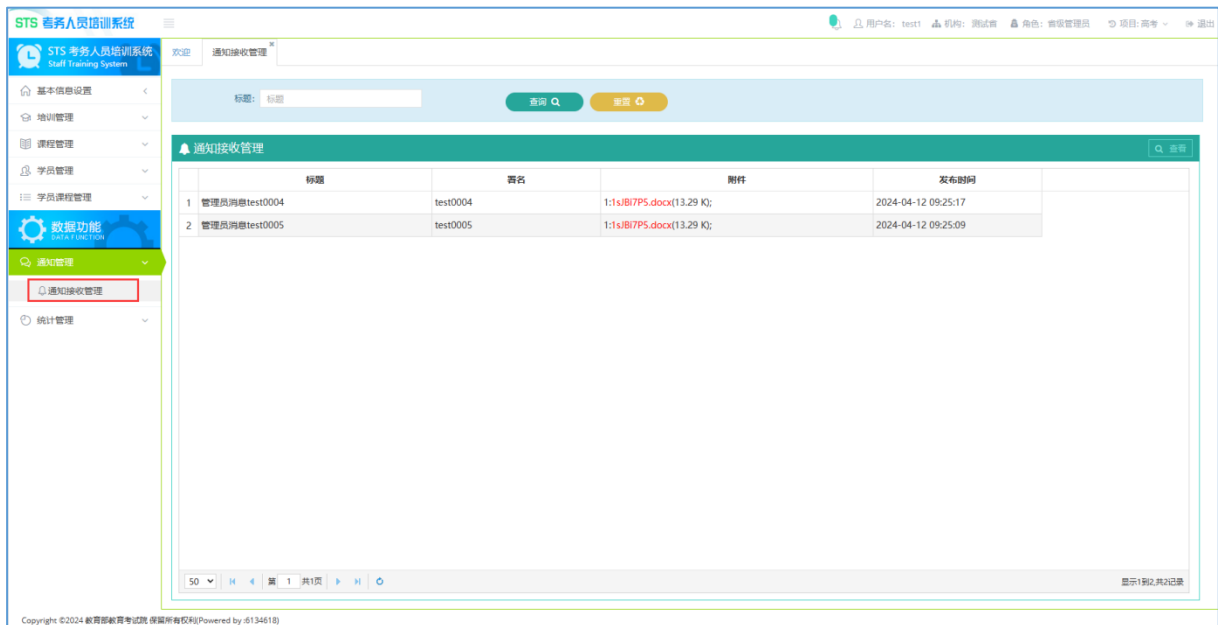 STS 考务人员培训系统
用户名: test1 机构: 测试省 角色: 省级管理员 项目: 高考 退出
STS 考务人员培训系统
Staff Training System
欢迎 通知接收管理
基本信息设置
培训管理
课程管理
学员管理
学员课程管理
数据功能
DATA FUNCTION
通知管理
通知接收管理
统计管理
标题: 标题 查询 重置
通知接收管理 查看
标题 署名 附件 发布时间
1 管理员消息test0004 test0004 1:1sJBi7P5.docx(13.29 K); 2024-04-12 09:25:17
2 管理员消息test0005 test0005 1:1sJBi7P5.docx(13.29 K); 2024-04-12 09:25:09
50 第 1 共1页 显示1到2,共2记录
Copyright ©2024 教育部教育考试院 保留所有权利(Powered by :6134618)